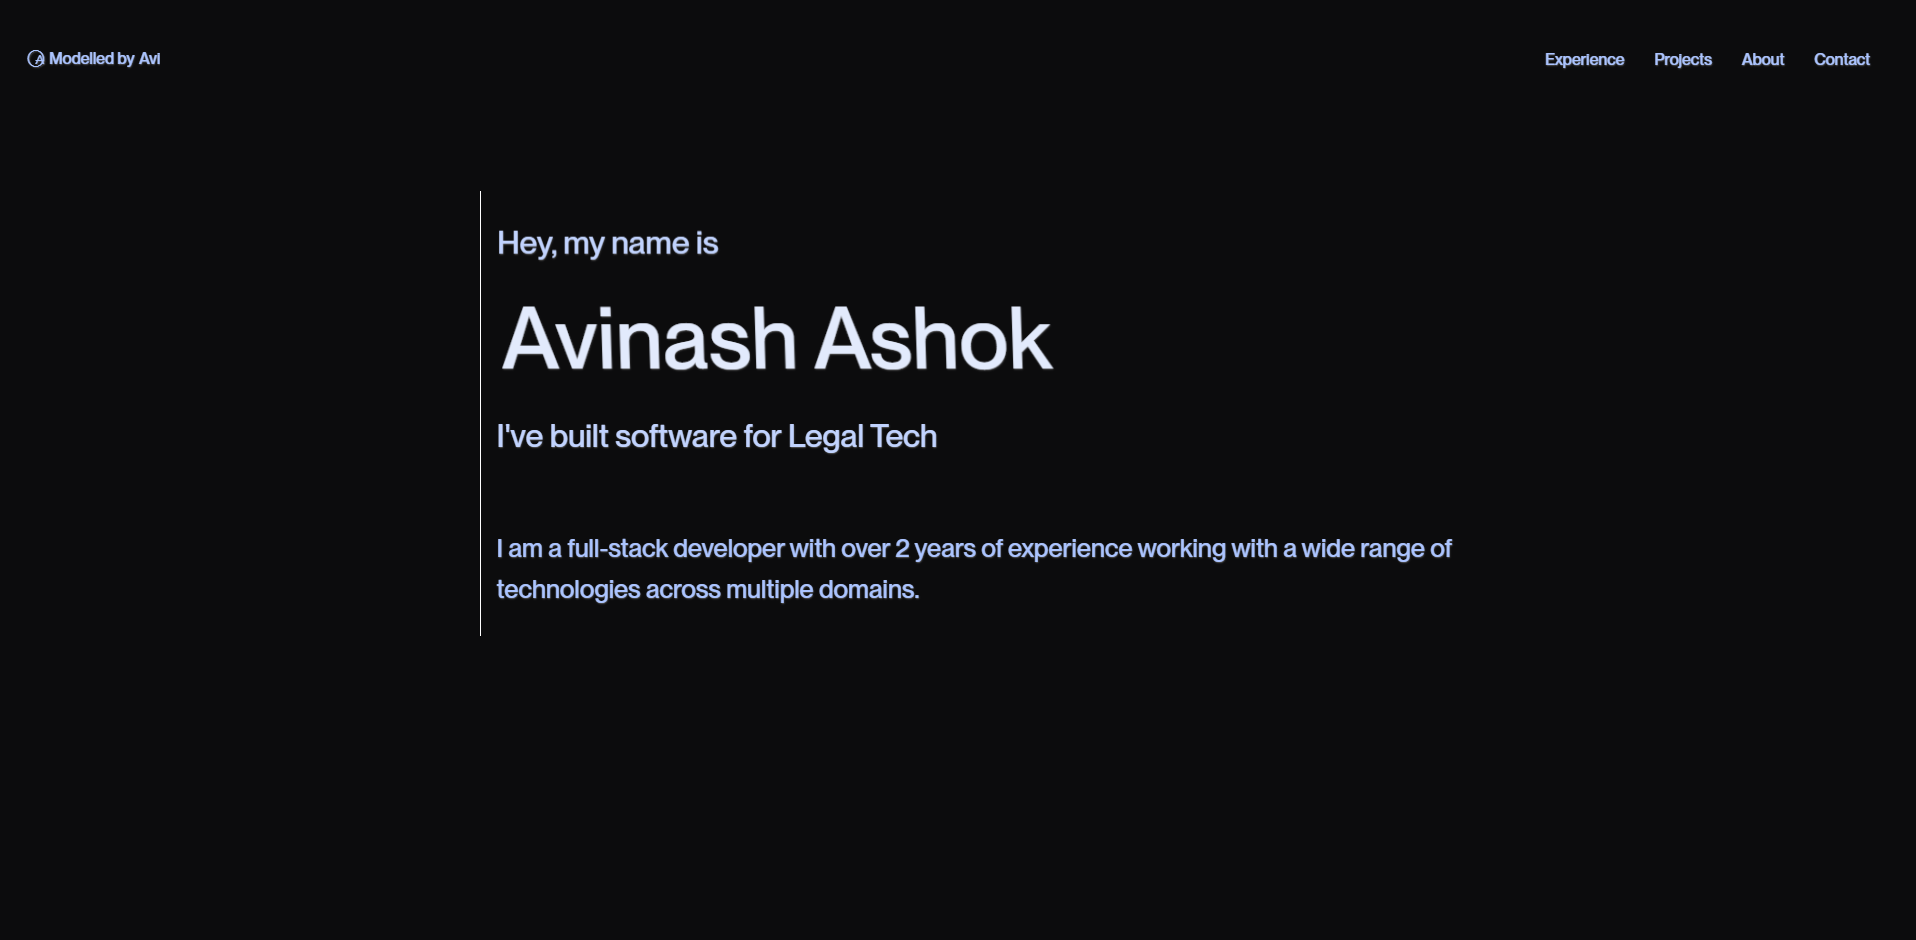 Modelled by Avi
Experience
Projects
About
Contact
Hey, my name is
Avinash Ashok
I've built software for Legal Tech
I am a full-stack developer with over 2 years of experience working with a wide range of
technologies across multiple domains.